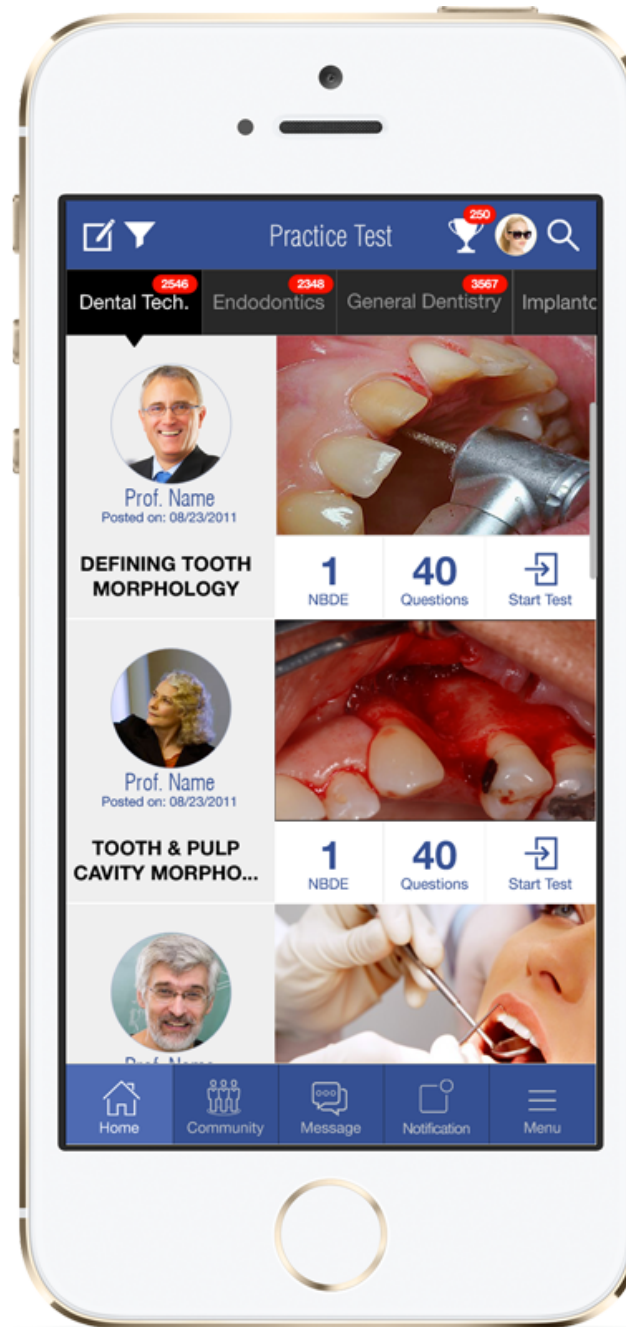 Practice Test
250
2546
2348
3567
Dental Tech.
Endodontics
General Dentistry
Implanto
Prof. Name
Posted on: 08/23/2011
DEFINING TOOTH
MORPHOLOGY
1
NBDE
40
Questions
Start Test
Prof. Name
Posted on: 08/23/2011
TOOTH & PULP
CAVITY MORPHO...
1
NBDE
40
Questions
Start Test
Prof. Name
Home
Community
Message
Notification
Menu